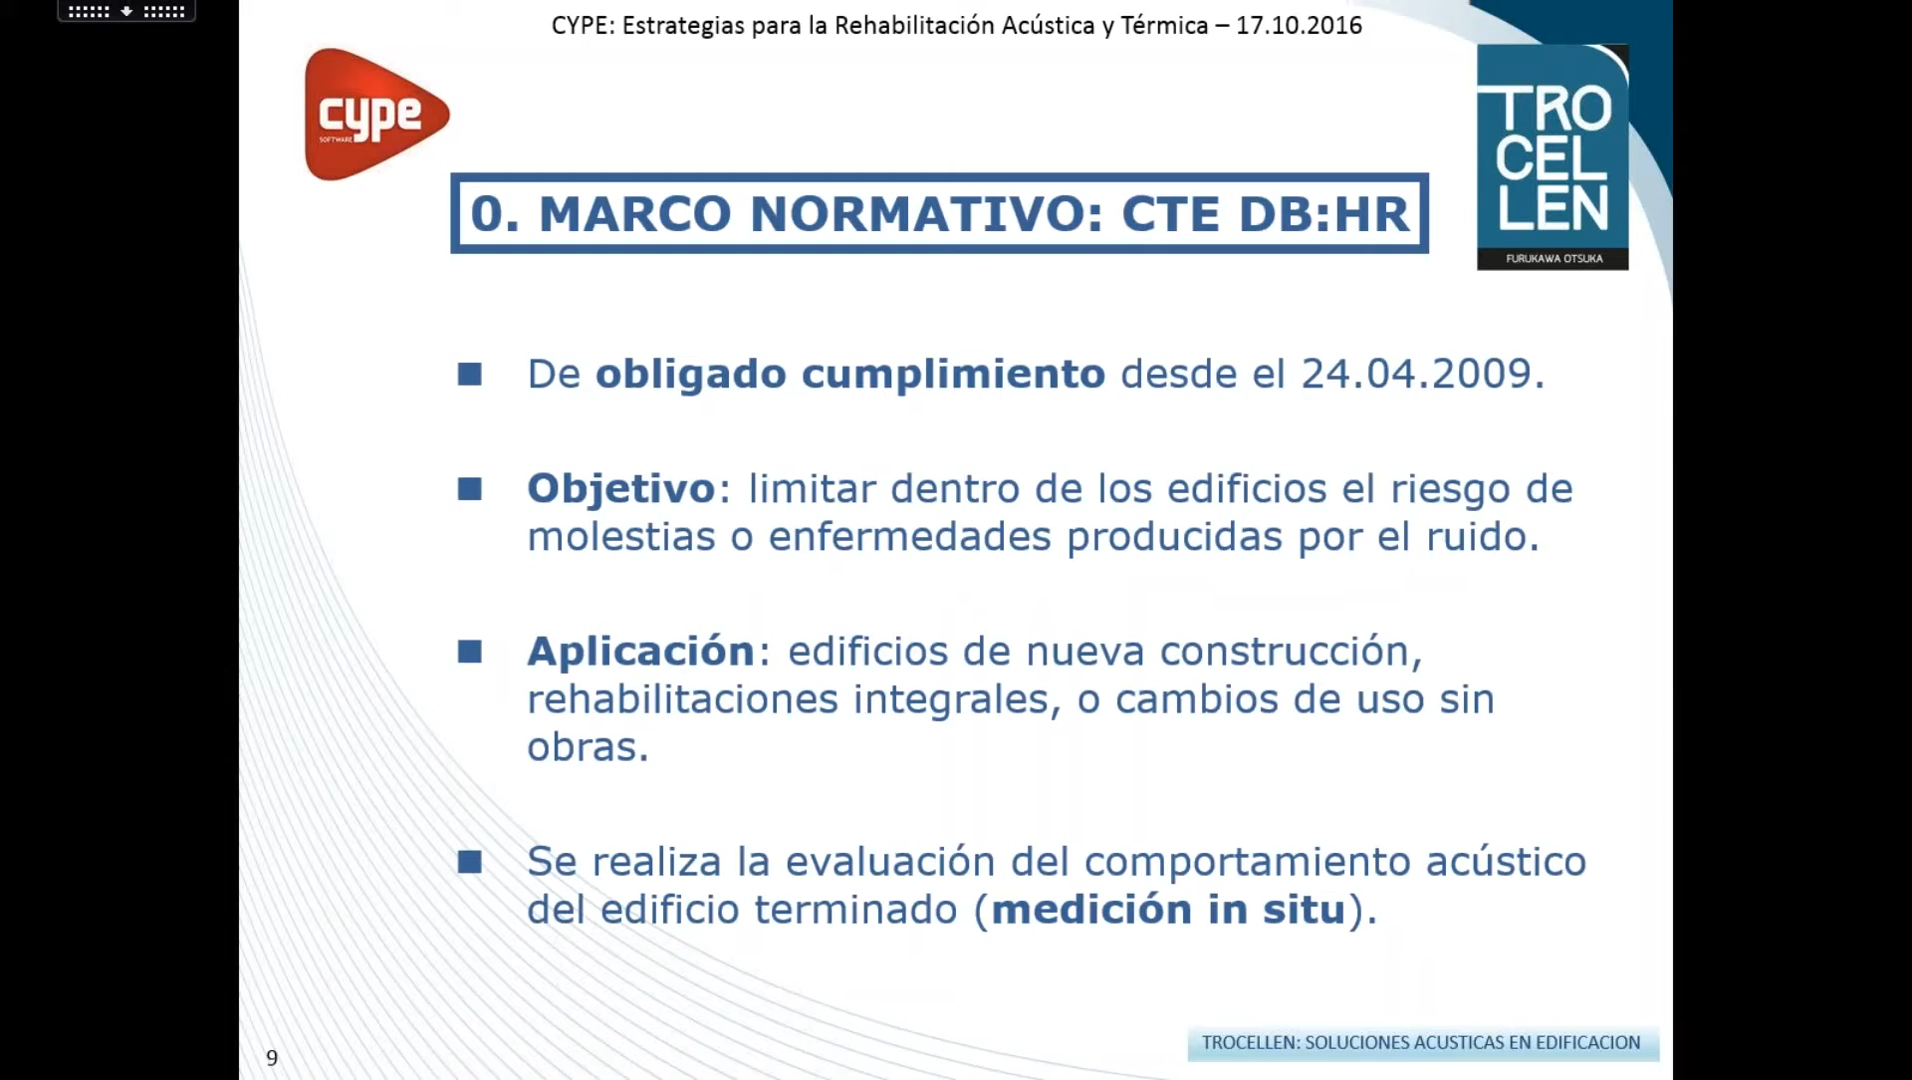 CYPE: Estrategias para la Rehabilitación Acústica y Térmica – 17.10.2016
cype
SOFTWARE
TRO
CEL
LEN
FURUKAWA OTSUKA
0. MARCO NORMATIVO: CTE DB:HR
De obligado cumplimiento desde el 24.04.2009.
Objetivo: limitar dentro de los edificios el riesgo de
molestias o enfermedades producidas por el ruido.
Aplicación: edificios de nueva construcción,
rehabilitaciones integrales, o cambios de uso sin
obras.
Se realiza la evaluación del comportamiento acústico
del edificio terminado (medición in situ).
TROCELLEN: SOLUCIONES ACUSTICAS EN EDIFICACION
9